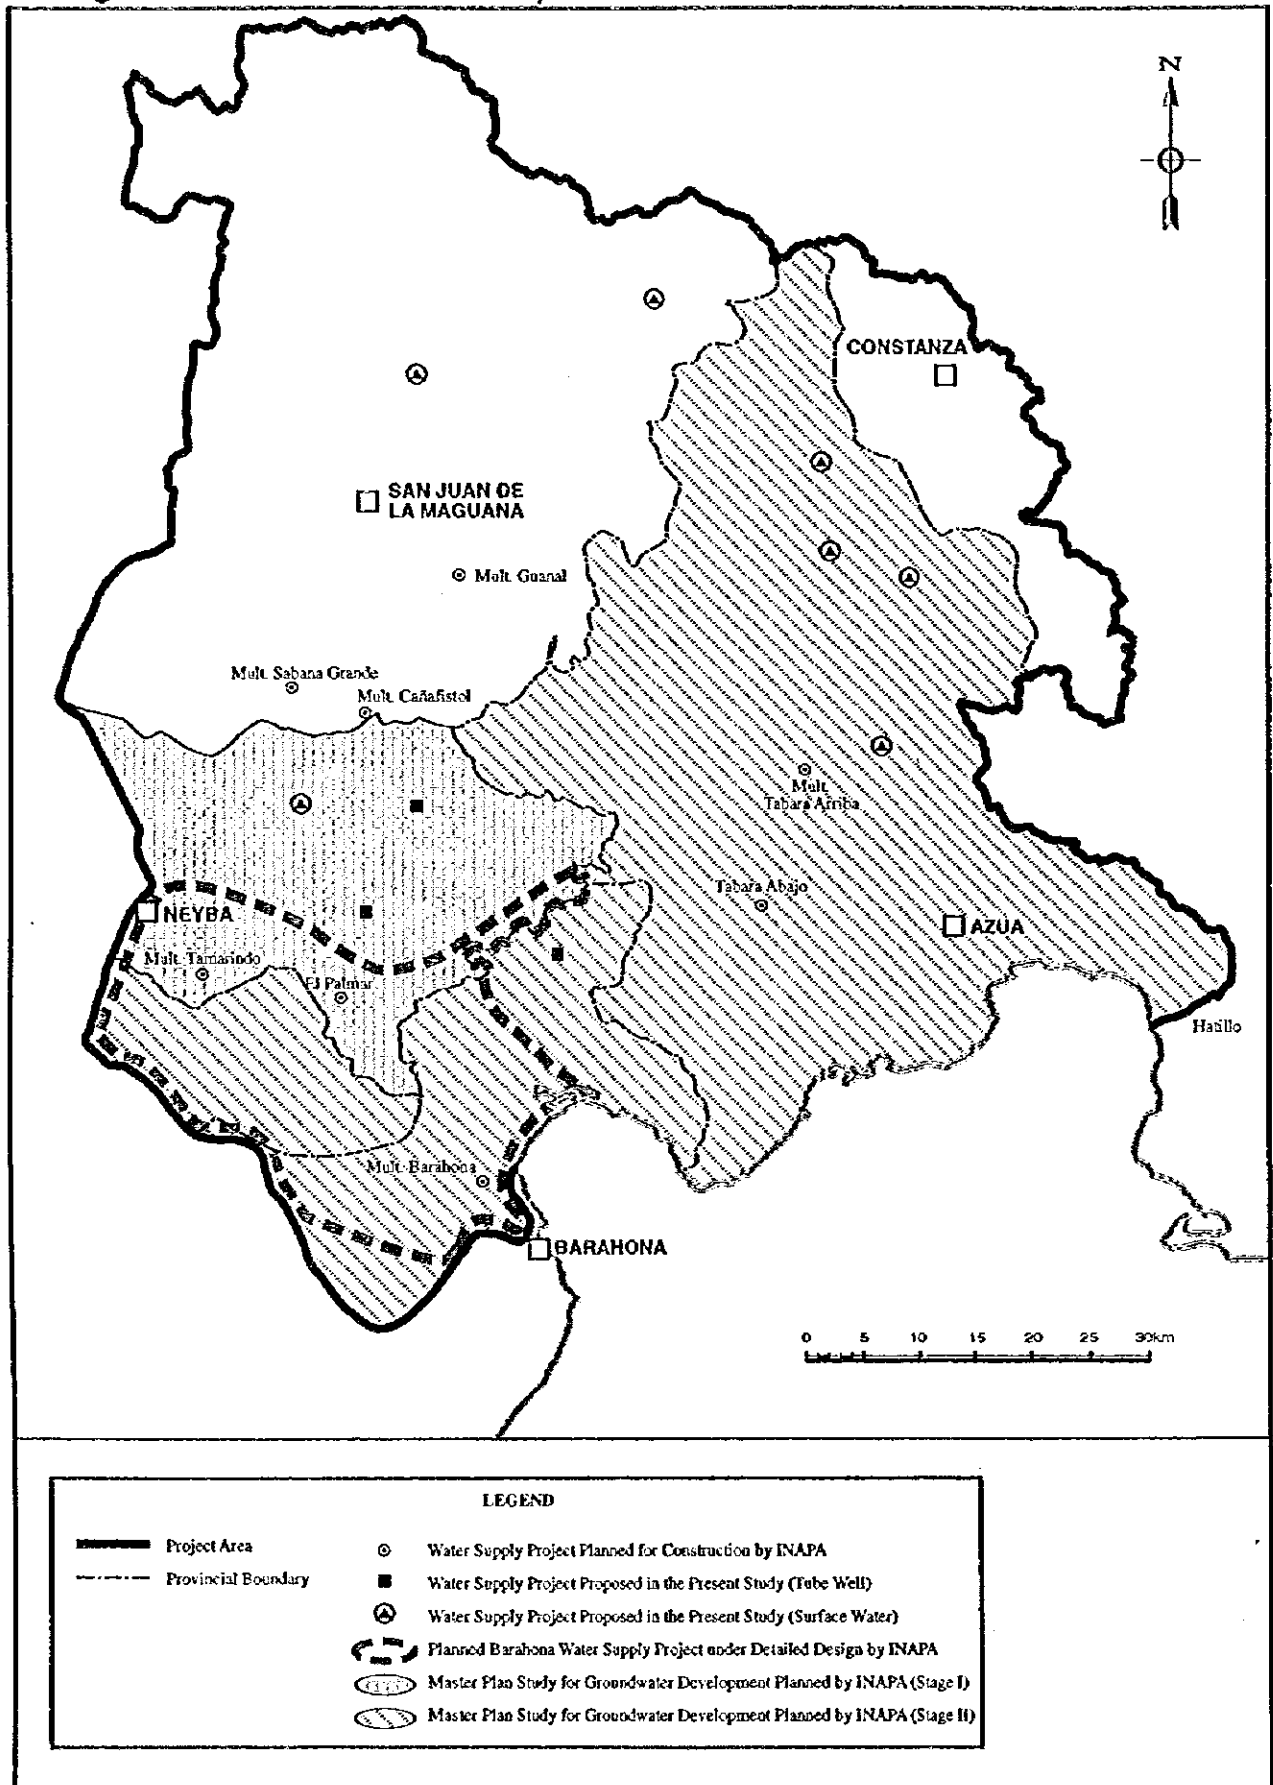 N
CONSTANZA
SAN JUAN DE
LA MAGUANA
Mult. Guanal
Mult. Sabana Grande
Mult. Cañafistol
Mult.
Tabara Arriba
Tabara Abajo
NEYBA
AZUA
Mult. Tamarindo
El Palmar
Hatillo
Mult. Barahona
BARAHONA
0 5 10 15 20 25 30km
LEGEND
Project Area
Provincial Boundary
Water Supply Project Planned for Construction by INAPA
Water Supply Project Proposed in the Present Study (Tube Well)
Water Supply Project Proposed in the Present Study (Surface Water)
Planned Barahona Water Supply Project under Detailed Design by INAPA
Master Plan Study for Groundwater Development Planned by INAPA (Stage I)
Master Plan Study for Groundwater Development Planned by INAPA (Stage II)